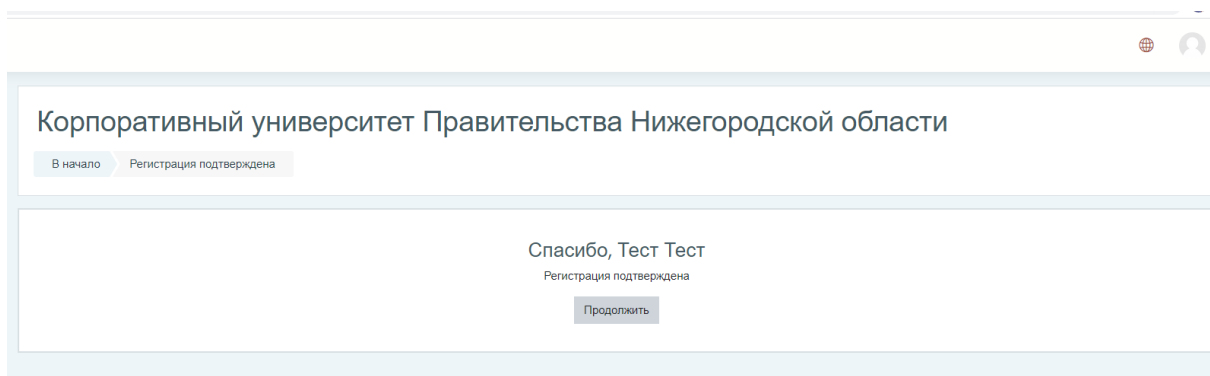 Корпоративный университет Правительства Нижегородской области
В начало Регистрация подтверждена
Спасибо, Тест Тест
Регистрация подтверждена
Продолжить